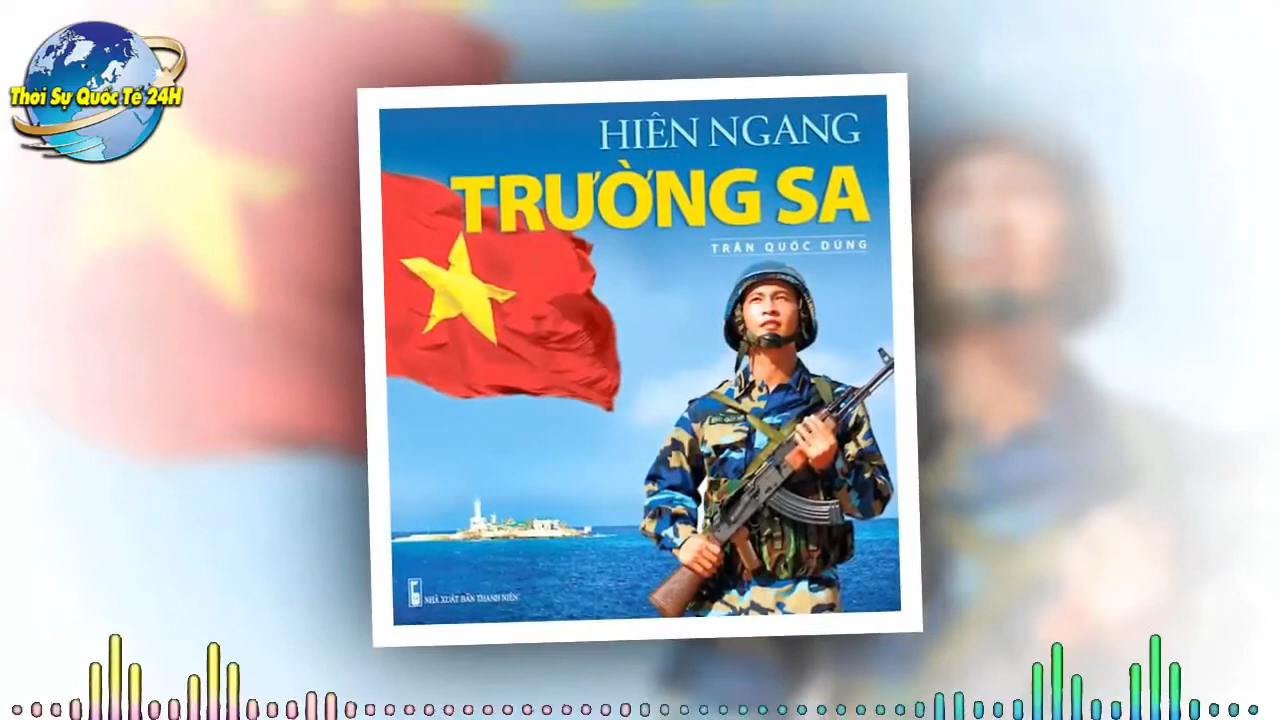 Thời Sự Quốc Tế 24H
HIÊN NGANG
TRƯỜNG SA
TRẦN QUỐC DŨNG
NHÀ XUẤT BẢN THANH NIÊN